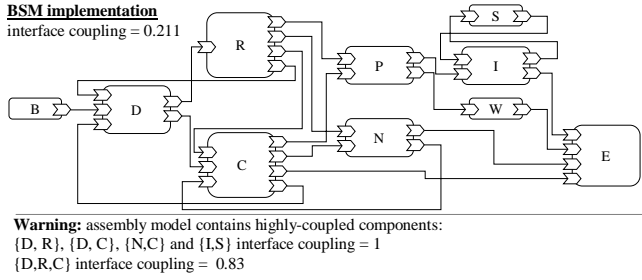 BSM implementation
interface coupling = 0.211
S
R
P
I
B
D
W
N
C
E
Warning: assembly model contains highly-coupled components:
{D, R}, {D, C}, {N,C} and {I,S} interface coupling = 1
{D,R,C} interface coupling = 0.83